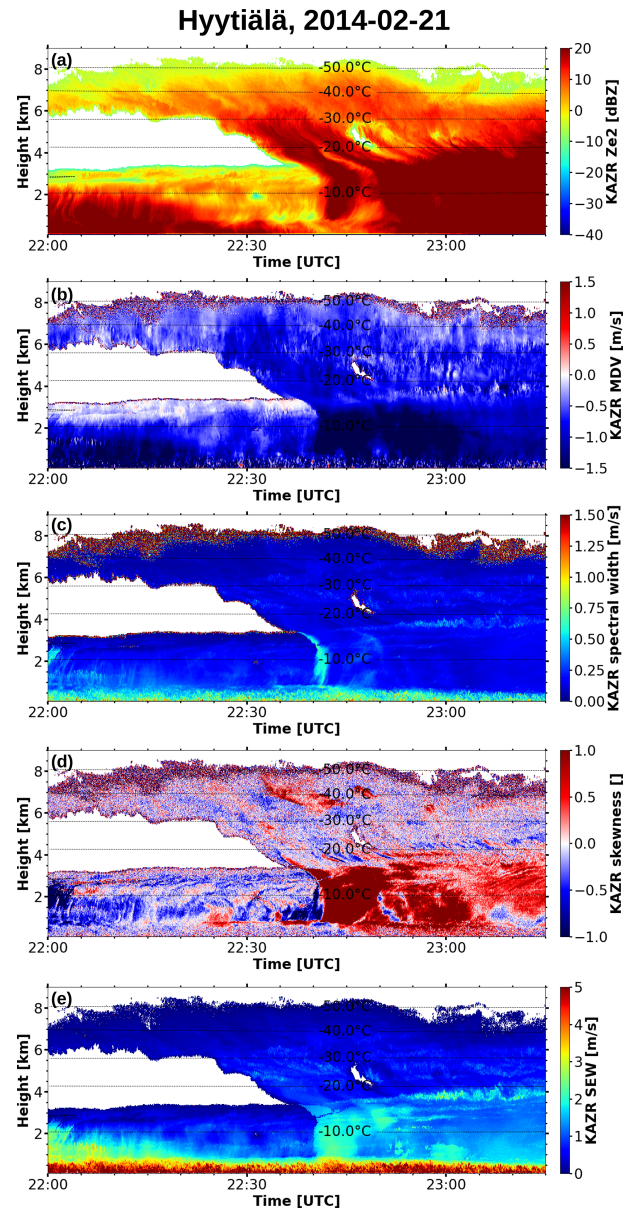 Hyytiälä, 2014-02-21
(a)
8
6
4
2
Height [km]
-50.0°C
-40.0°C
-30.0°C
-20.0°C
-10.0°C
22:00
22:30
23:00
Time [UTC]
20
10
0
−10
−20
−30
−40
KAZR Ze2 [dBZ]
(b)
8
6
4
2
Height [km]
-50.0°C
-40.0°C
-30.0°C
-20.0°C
-10.0°C
22:00
22:30
23:00
Time [UTC]
1.5
1.0
0.5
0.0
−0.5
−1.0
−1.5
KAZR MDV [m/s]
(c)
8
6
4
2
Height [km]
-50.0°C
-40.0°C
-30.0°C
-20.0°C
-10.0°C
22:00
22:30
23:00
Time [UTC]
1.50
1.25
1.00
0.75
0.50
0.25
0.00
KAZR spectral width [m/s]
(d)
8
6
4
2
Height [km]
-50.0°C
-40.0°C
-30.0°C
-20.0°C
-10.0°C
22:00
22:30
23:00
Time [UTC]
1.0
0.5
0.0
−0.5
−1.0
KAZR skewness []
(e)
8
6
4
2
Height [km]
-50.0°C
-40.0°C
-30.0°C
-20.0°C
-10.0°C
22:00
22:30
23:00
Time [UTC]
5
4
3
2
1
0
KAZR SEW [m/s]